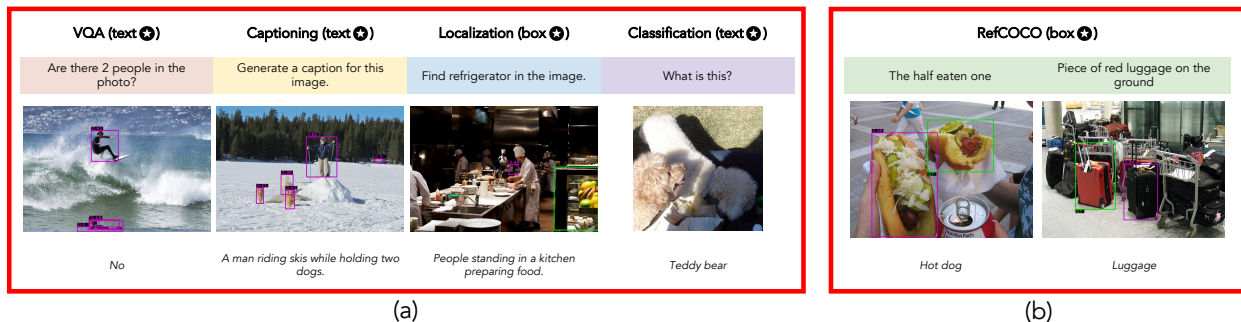 VQA (text ✪)
Captioning (text ✪)
Localization (box ✪)
Classification (text ✪)
RefCOCO (box ✪)
Are there 2 people in the
photo?
Generate a caption for this
image.
Find refrigerator in the image.
What is this?
The half eaten one
Piece of red luggage on the
ground
No
A man riding skis while holding two
dogs.
People standing in a kitchen
preparing food.
Teddy bear
Hot dog
Luggage
(a)
(b)